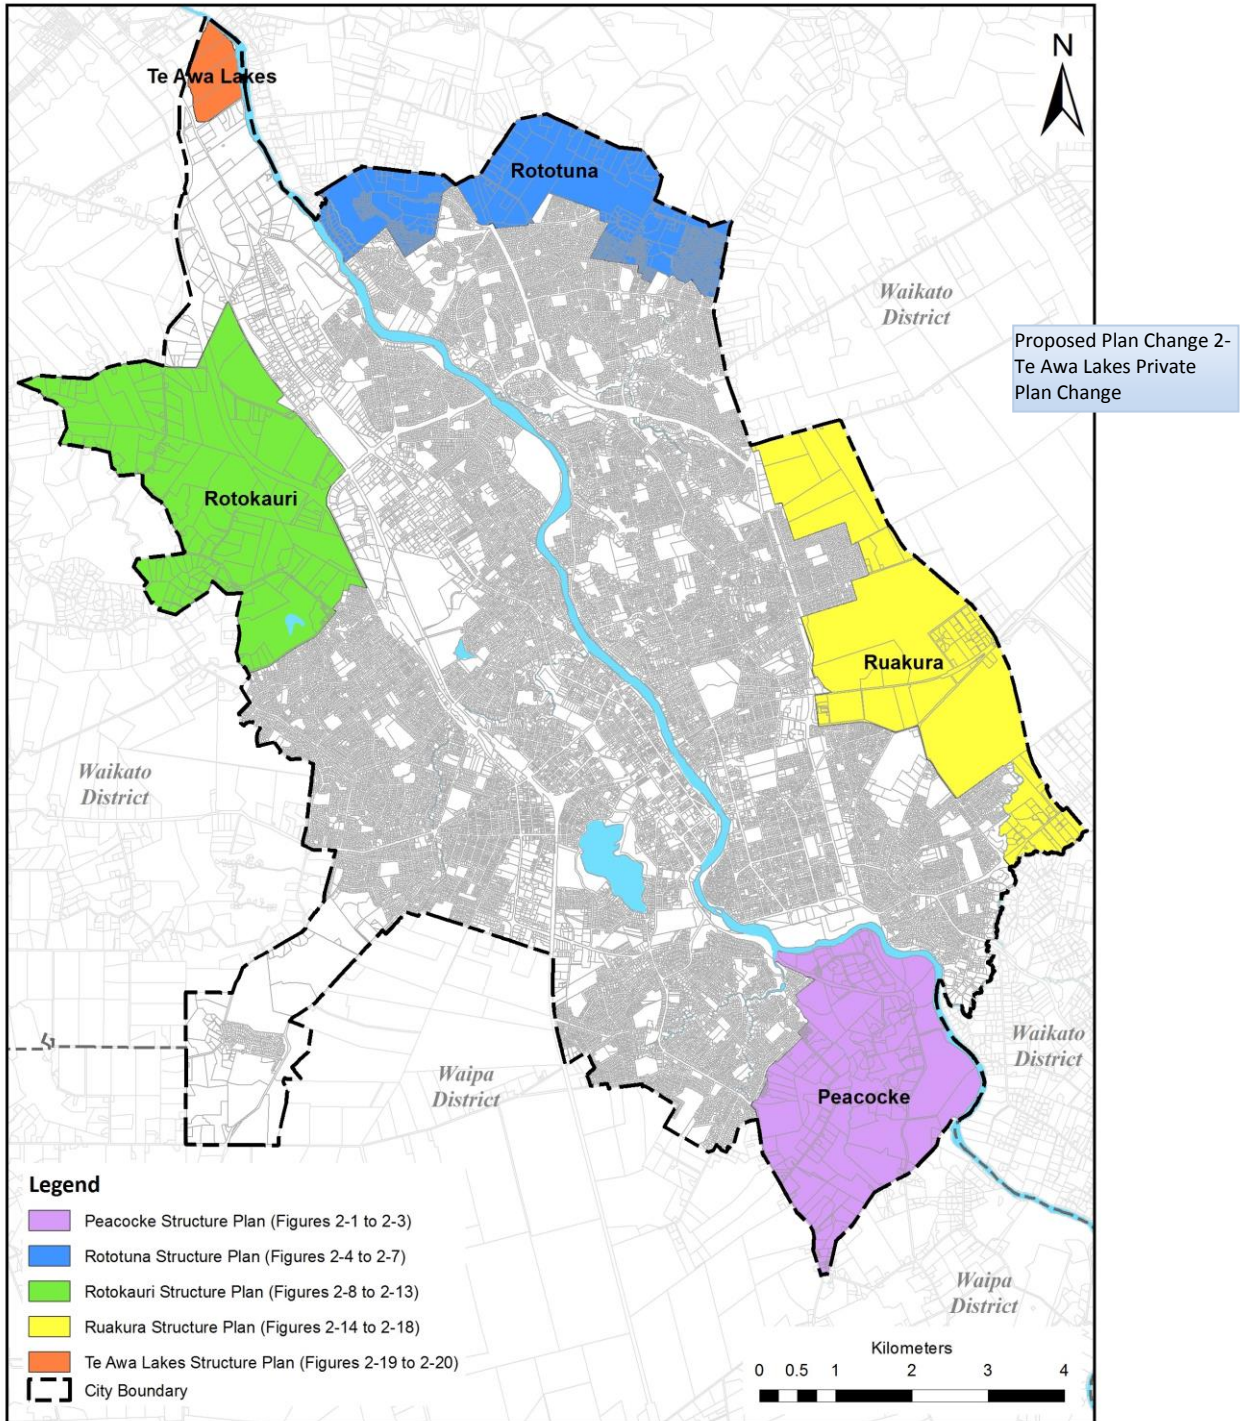 N
Te Awa Lakes
Rototuna
Waikato
District
Proposed Plan Change 2-
Te Awa Lakes Private
Plan Change
Rotokauri
Ruakura
Waikato
District
Waikato
District
Waipa
District
Peacocke
Legend
Peacocke Structure Plan (Figures 2-1 to 2-3)
Rototuna Structure Plan (Figures 2-4 to 2-7)
Rotokauri Structure Plan (Figures 2-8 to 2-13)
Ruakura Structure Plan (Figures 2-14 to 2-18)
Te Awa Lakes Structure Plan (Figures 2-19 to 2-20)
City Boundary
Waipa
District
Kilometers
0 0.5 1 2 3 4